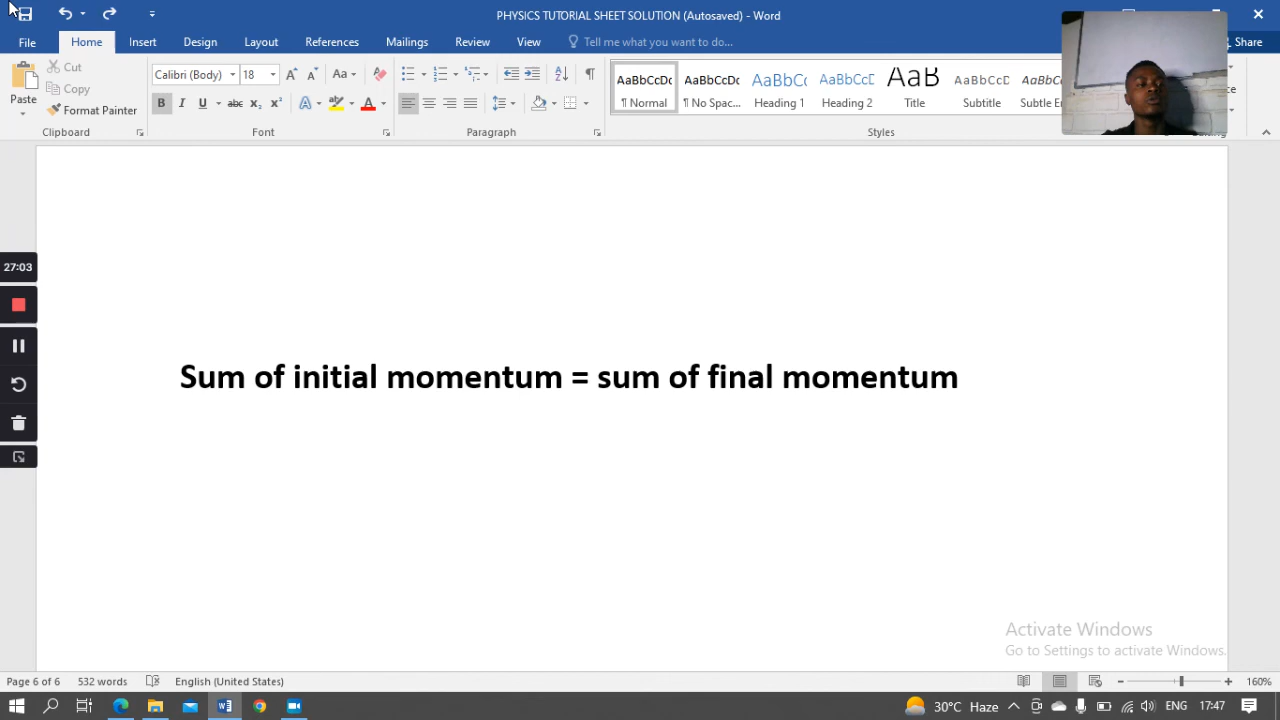 PHYSICS TUTORIAL SHEET SOLUTION (Autosaved) - Word
File Home Insert Design Layout References Mailings Review View Tell me what you want to do... Share
Paste Cut Copy Format Painter
Calibri (Body) 18
AaBbCcDc AaBbCcDc AaBbCc AaBbCcD AaB AaBbCcD AaBbCcD
¶ Normal ¶ No Spac... Heading 1 Heading 2 Title Subtitle Subtle Em
Clipboard Font Paragraph Styles Editing
27:03
Sum of initial momentum = sum of final momentum
Activate Windows
Go to Settings to activate Windows.
Page 6 of 6 532 words English (United States) 160%
30°C Haze ENG 17:47